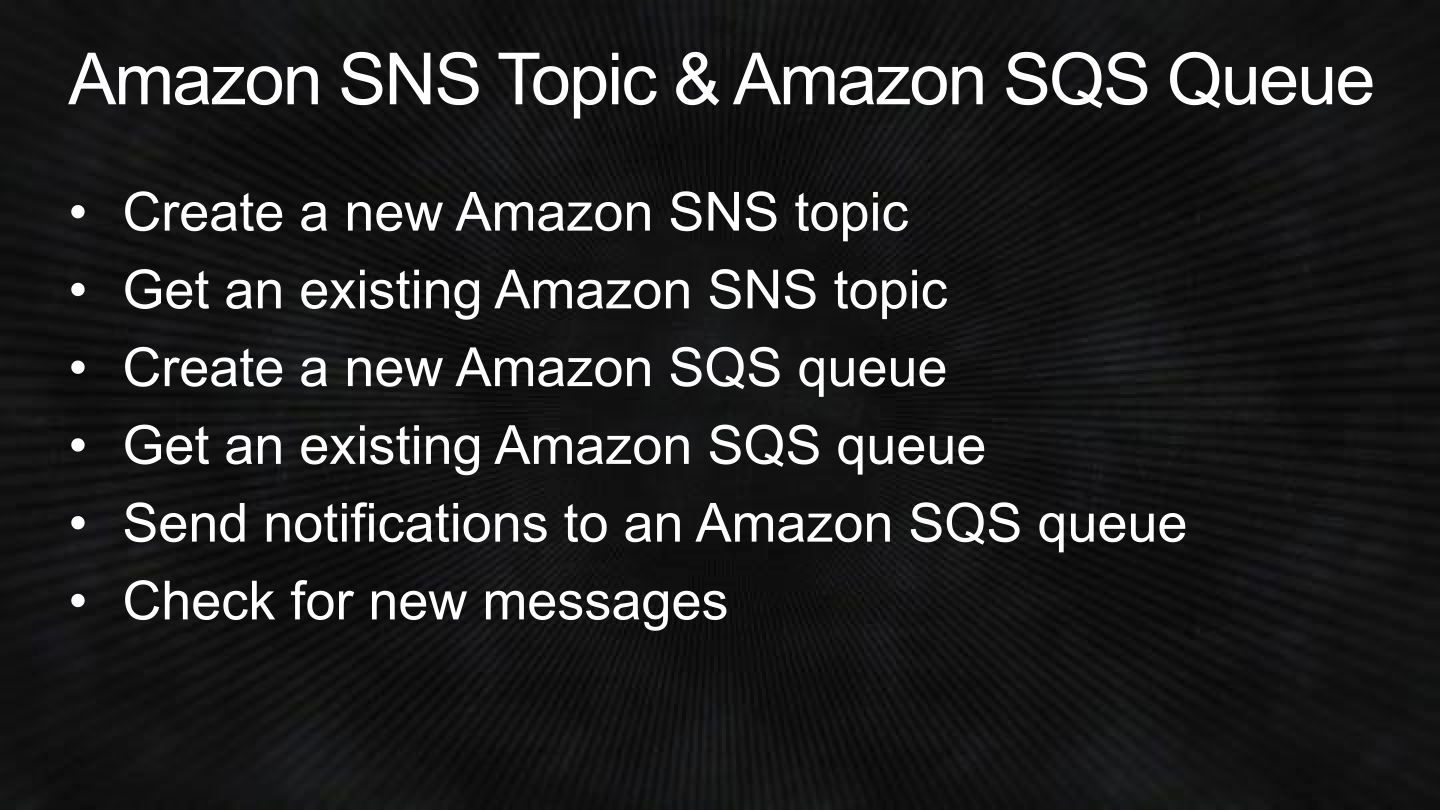 Amazon SNS Topic & Amazon SQS Queue
• Create a new Amazon SNS topic
• Get an existing Amazon SNS topic
• Create a new Amazon SQS queue
• Get an existing Amazon SQS queue
• Send notifications to an Amazon SQS queue
• Check for new messages